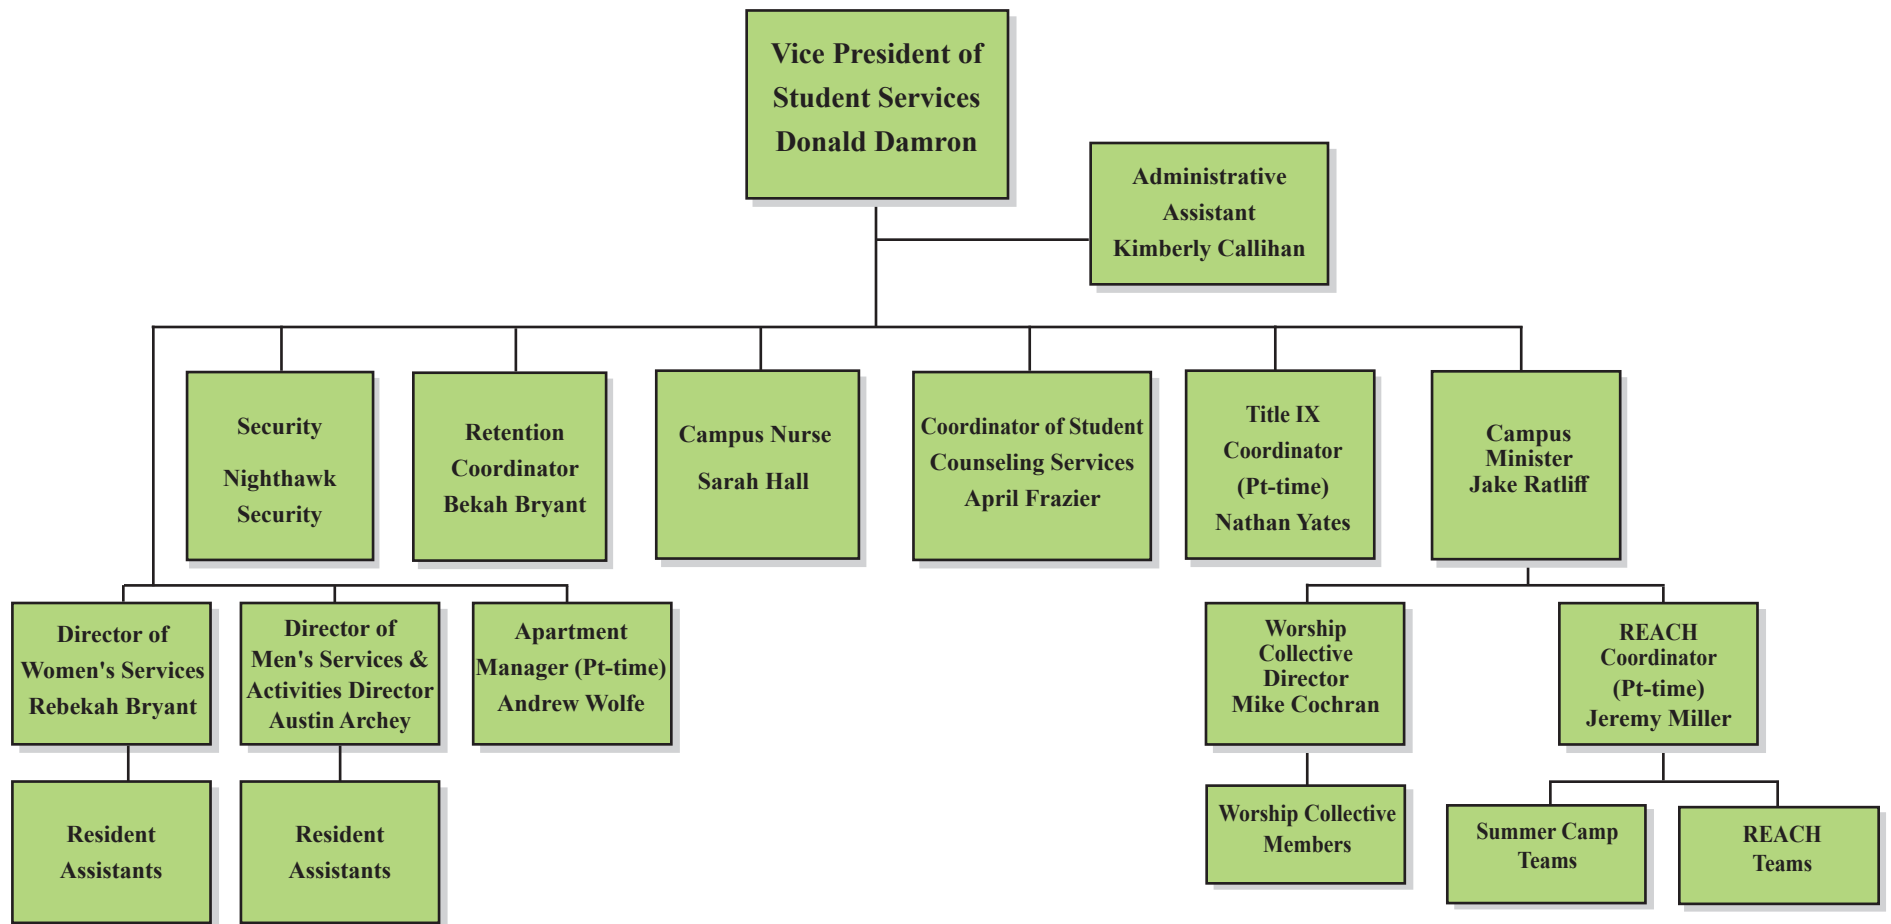 Vice President of
Student Services
Donald Damron
Administrative
Assistant
Kimberly Callihan
Security
Nighthawk
Security
Retention
Coordinator
Bekah Bryant
Campus Nurse
Sarah Hall
Coordinator of Student
Counseling Services
April Frazier
Title IX
Coordinator
(Pt-time)
Nathan Yates
Campus
Minister
Jake Ratliff
Director of
Women's Services
Rebekah Bryant
Director of
Men's Services &
Activities Director
Austin Archey
Apartment
Manager (Pt-time)
Andrew Wolfe
Worship
Collective
Director
Mike Cochran
REACH
Coordinator
(Pt-time)
Jeremy Miller
Resident
Assistants
Resident
Assistants
Worship Collective
Members
Summer Camp
Teams
REACH
Teams